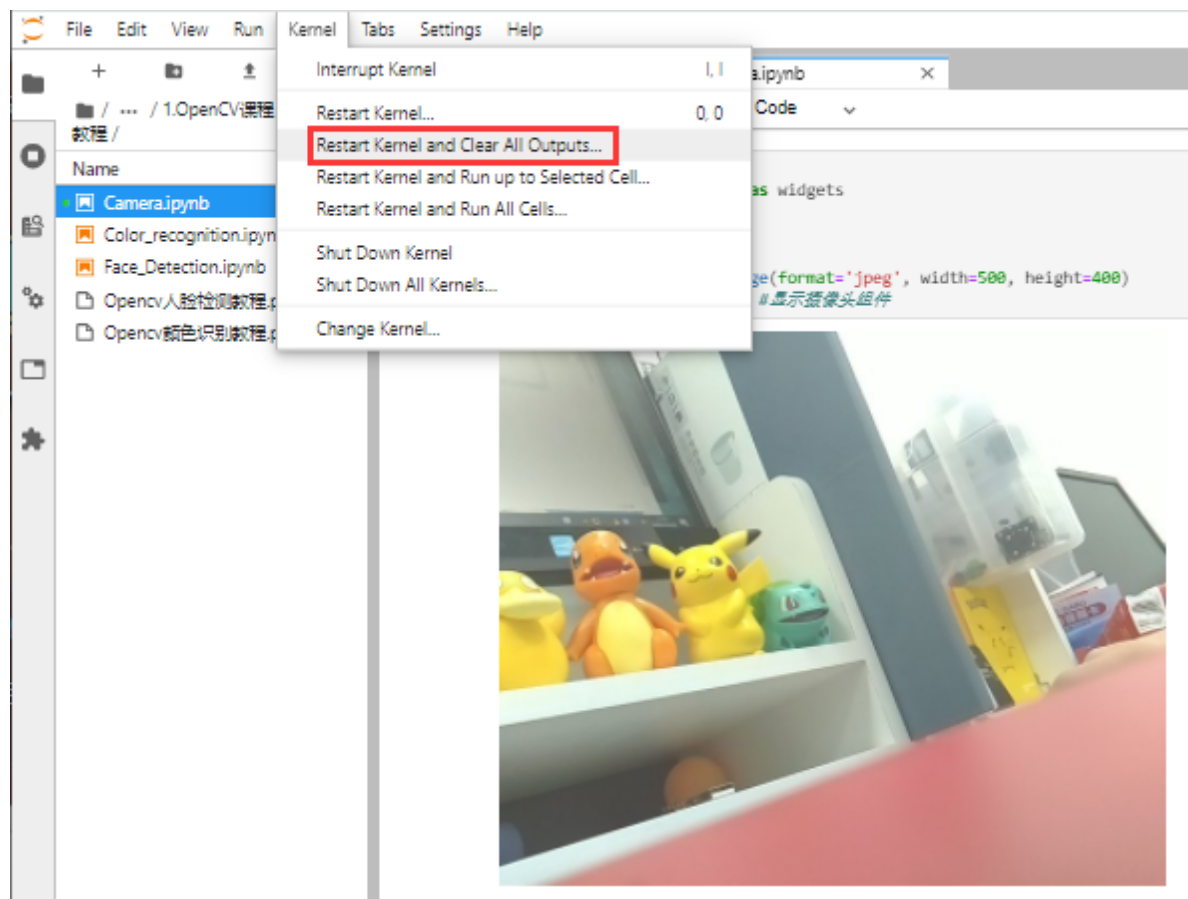 File Edit View Run Kernel Tabs Settings Help
/ ··· / 1.OpenCV课程
教程 /
Name
Camera.ipynb
Color_recognition.ipyn
Face_Detection.ipynb
Opencv人脸检测教程.p
Opencv颜色识别教程.p
Interrupt Kernel I, I
Restart Kernel... 0, 0
Restart Kernel and Clear All Outputs...
Restart Kernel and Run up to Selected Cell...
Restart Kernel and Run All Cells...
Shut Down Kernel
Shut Down All Kernels...
Change Kernel...
a.ipynb
Code
as widgets
ge(format='jpeg', width=500, height=400)
#显示摄像头组件